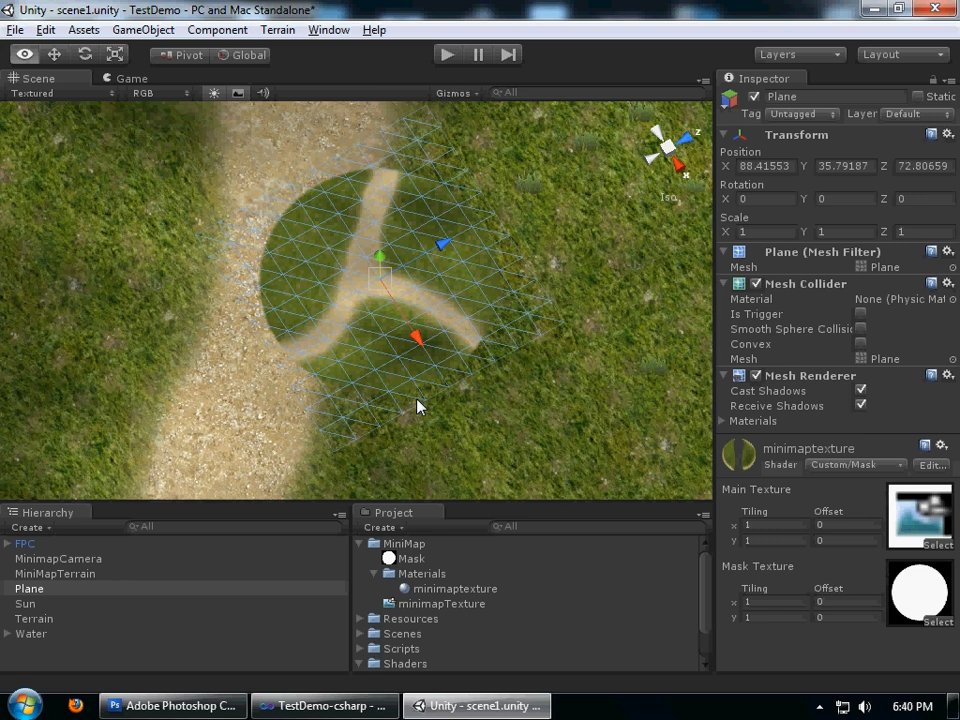 Unity - scene1.unity - TestDemo - PC and Mac Standalone*
File Edit Assets GameObject Component Terrain Window Help
Pivot Global Layers Layout
Scene Game Inspector
Textured RGB Gizmos All
Plane Static
Tag Untagged Layer Default
Transform
Position
X 88.41553 Y 35.79187 Z 72.80659
Rotation
X 0 Y 0 Z 0
Scale
X 1 Y 1 Z 1
z
x
Iso
Plane (Mesh Filter)
Mesh Plane
Mesh Collider
Material None (Physic Mat
Is Trigger
Smooth Sphere Collisi
Convex
Mesh Plane
Mesh Renderer
Cast Shadows
Receive Shadows
Materials
minimaptexture
Shader Custom/Mask Edit...
Main Texture
Tiling Offset
x 1 0
y 1 0
Select
Mask Texture
Tiling Offset
x 1 0
y 1 0
Select
Hierarchy
Create All
FPC
MinimapCamera
MiniMapTerrain
Plane
Sun
Terrain
Water
Project
Create All
MiniMap
Mask
Materials
minimaptexture
minimapTexture
Resources
Scenes
Scripts
Shaders
Ps Adobe Photoshop C...
TestDemo-csharp - ...
Unity - scene1.unity ...
6:40 PM